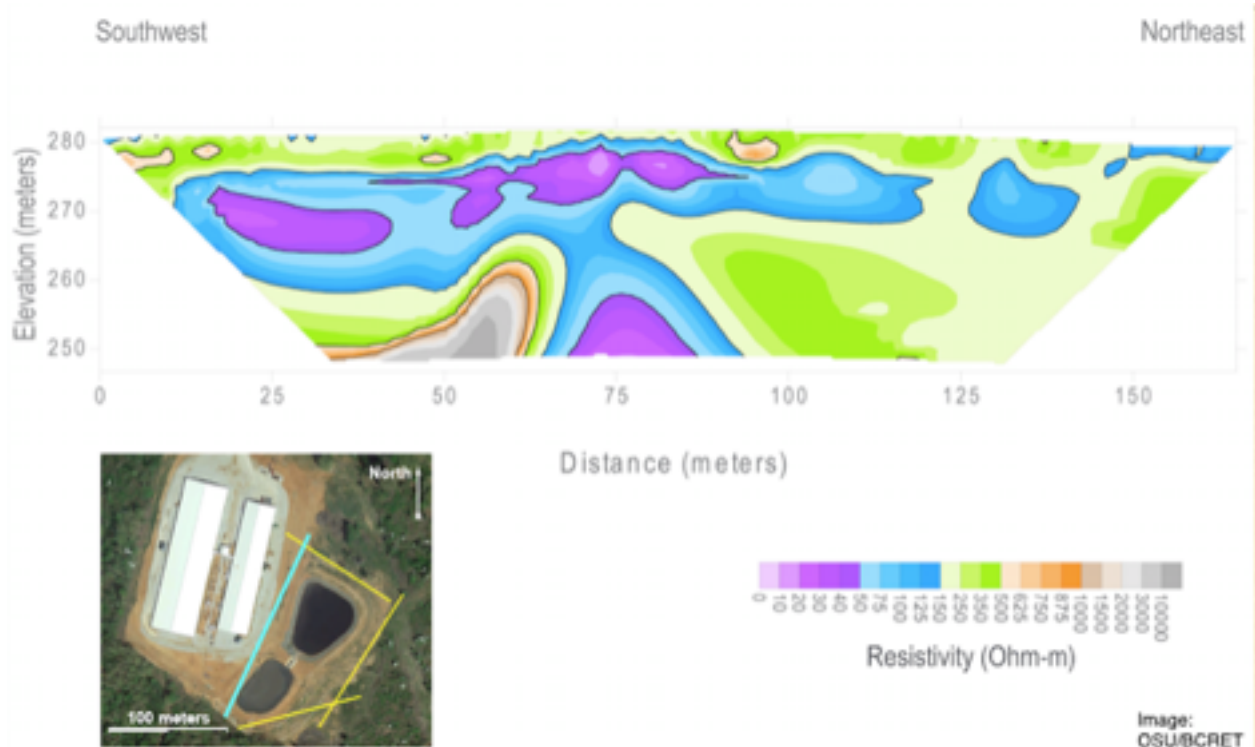 Southwest
Northeast
Elevation (meters)
280
270
260
250
0 25 50 75 100 125 150
Distance (meters)
North
100 meters
0 10 20 30 40 50 75 100 125 150 250 350 500 625 750 875 1000 1500 2000 3000 10000
Resistivity (Ohm-m)
Image:
OSU/BCRET